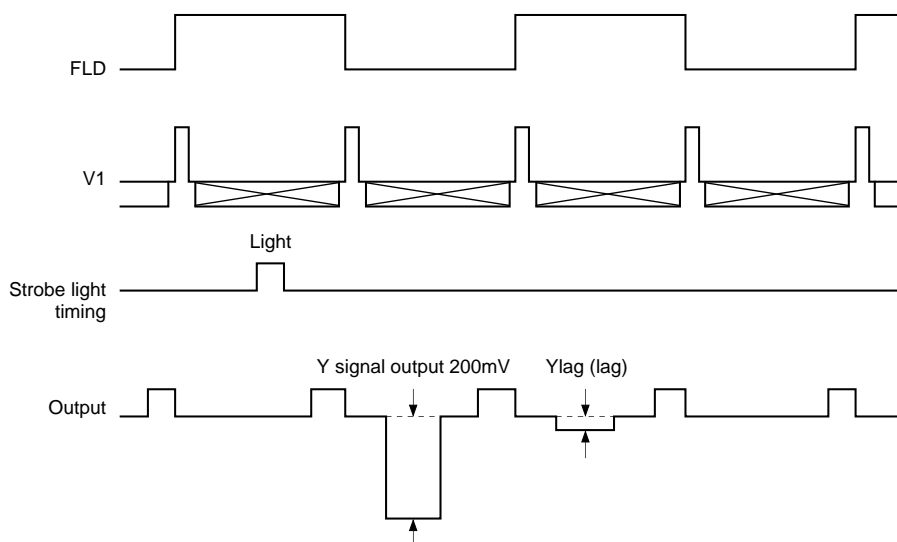 FLD
V1
Light
Strobe light
timing
Y signal output 200mV
Ylag (lag)
Output